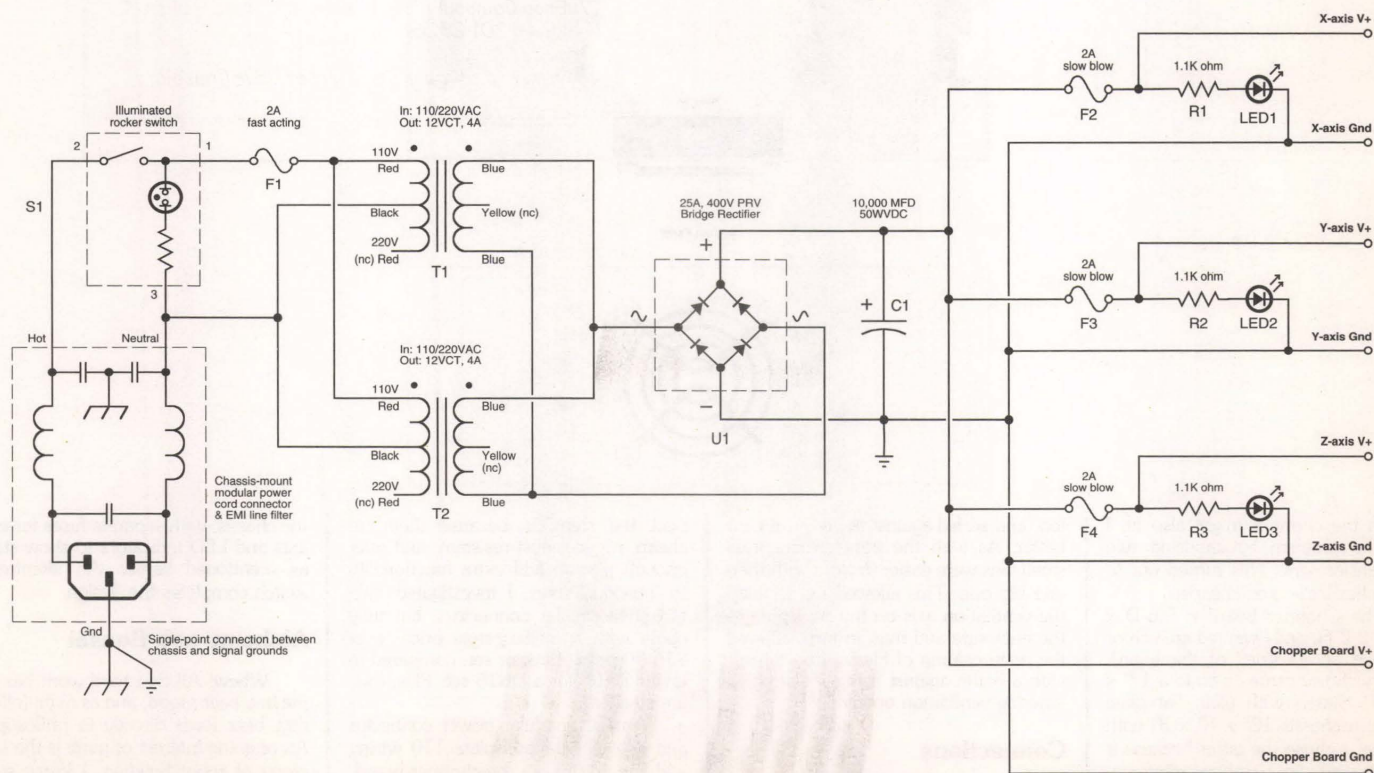 X-axis V+
2A
slow blow
1.1K ohm
F2
R1
LED1
X-axis Gnd
Illuminated
rocker switch
2A
fast acting
In: 110/220VAC
Out: 12VCT, 4A
2
1
110V
Red
Blue
F1
S1
Black
Yellow (nc)
220V
(nc) Red
Blue
T1
3
25A, 400V PRV
Bridge Rectifier
10,000 MFD
50WVDC
+
+
C1
−
U1
Y-axis V+
2A
slow blow
1.1K ohm
F3
R2
LED2
Y-axis Gnd
Hot
Neutral
In: 110/220VAC
Out: 12VCT, 4A
110V
Red
Blue
Black
Yellow
(nc)
220V
(nc) Red
Blue
T2
Chassis-mount
modular power
cord connector
& EMI line filter
Z-axis V+
2A
slow blow
1.1K ohm
F4
R3
LED3
Z-axis Gnd
Gnd
Single-point connection between
chassis and signal grounds
Chopper Board V+
Chopper Board Gnd